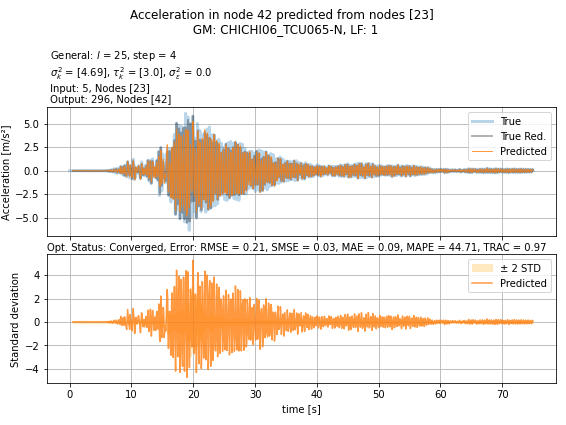 Acceleration in node 42 predicted from nodes [23]
GM: CHICHI06_TCU065-N, LF: 1
General: l = 25, step = 4
σ²ₖ = [4.69], τ²ₖ = [3.0], σ²ε = 0.0
Input: 5, Nodes [23]
Output: 296, Nodes [42]
True
True Red.
Predicted
5.0
2.5
0.0
−2.5
−5.0
Acceleration [m/s²]
Opt. Status: Converged, Error: RMSE = 0.21, SMSE = 0.03, MAE = 0.09, MAPE = 44.71, TRAC = 0.97
± 2 STD
Predicted
4
2
0
−2
−4
Standard deviation
0 10 20 30 40 50 60 70
time [s]